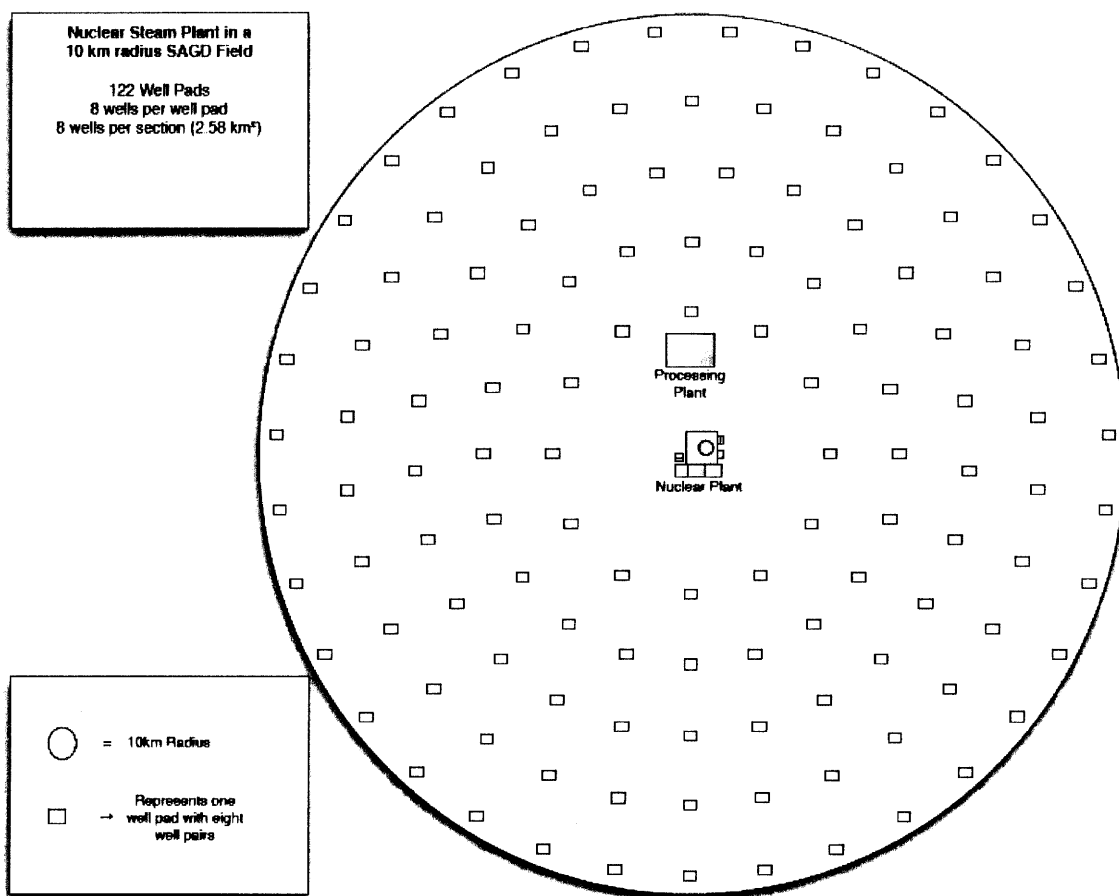 Nuclear Steam Plant in a
10 km radius SAGD Field
122 Well Pads
8 wells per well pad
8 wells per section (2.58 km²)
Processing
Plant
Nuclear Plant
= 10km Radius
→ Represents one
well pad with eight
well pairs